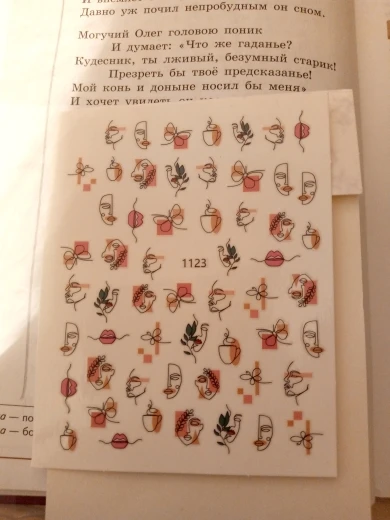 Давно уж почил непробудным он сном.
Могучий Олег головою поник
И думает: «Что же гаданье?
Кудесник, ты лживый, безумный старик!
Презреть бы твоё предсказанье!
Мой конь и доныне носил бы меня»
И хочет увидеть он
1123
а — по
а — бо